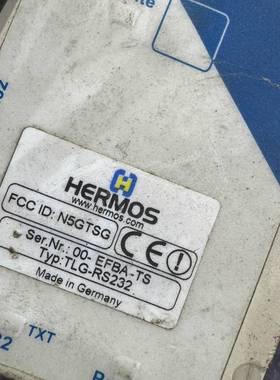 HERMOS
www.hermos.com
FCC ID: N5GTSG
Ser.Nr.: 00- EFBA-TS
Typ:TLG-RS232
Made in Germany
CE
TXT